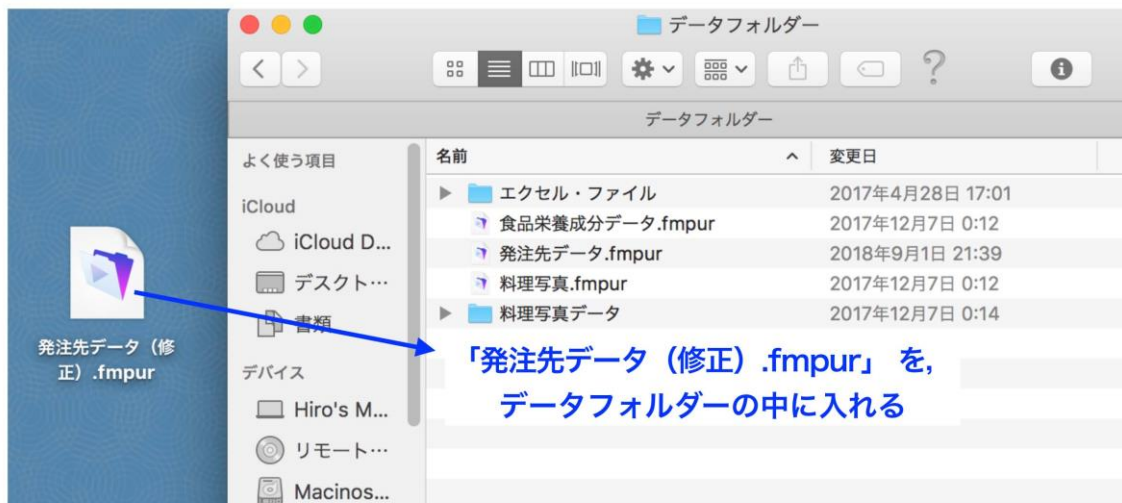 データフォルダー
データフォルダー
よく使う項目
iCloud
iCloud D...
デスクト…
書類
デバイス
Hiro's M...
リモート…
Macinos...
名前
変更日
エクセル・ファイル
2017年4月28日 17:01
食品栄養成分データ.fmpur
2017年12月7日 0:12
発注先データ.fmpur
2018年9月1日 21:39
料理写真.fmpur
2017年12月7日 0:12
料理写真データ
2017年12月7日 0:14
発注先データ（修
正）.fmpur
「発注先データ（修正）.fmpur」 を,
データフォルダーの中に入れる